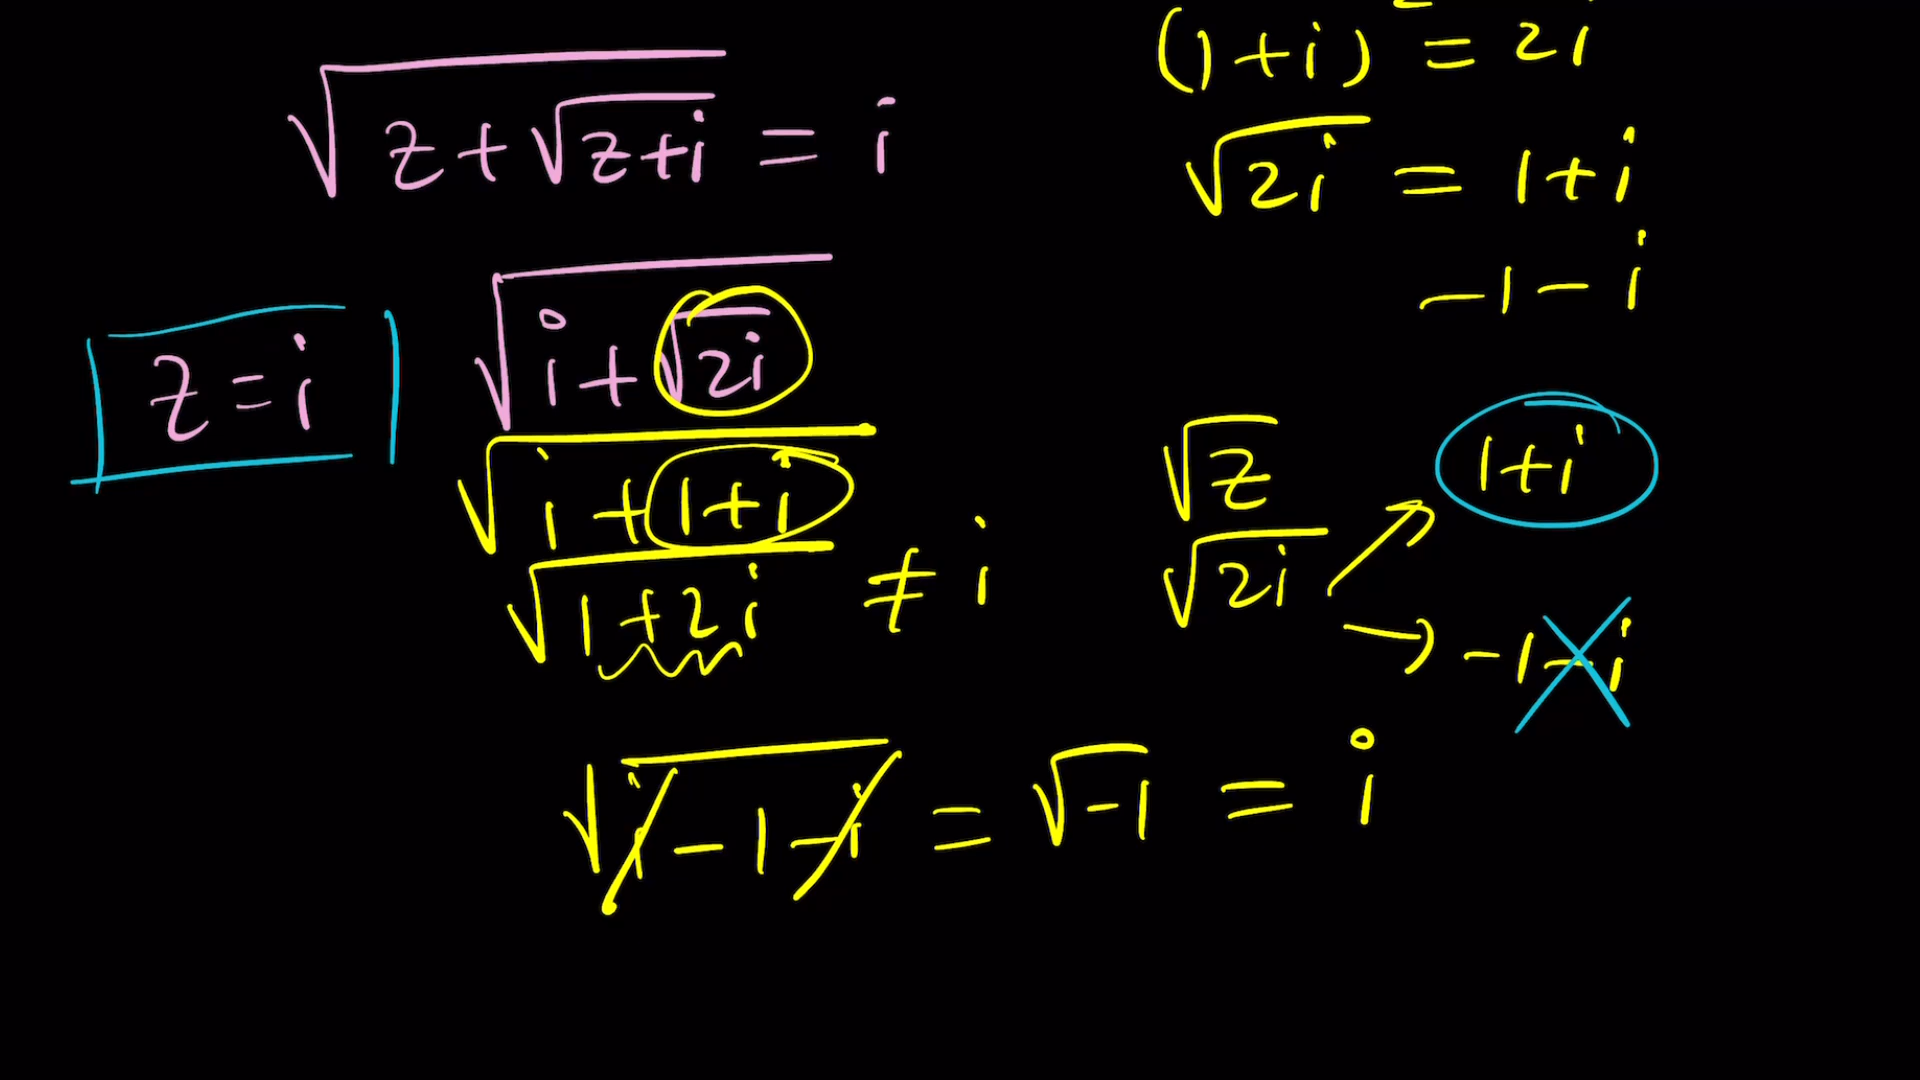 √(z+√(z+i)) = i
z = i
√(i+√(2i))
√(i+1+i)
√(1+2i) ≠ i
√(i-1-i) = √-1 = i
(1+i)² = 2i
√(2i) = 1+i
-1-i
√z
√(2i) → 1+i
→ -1-i